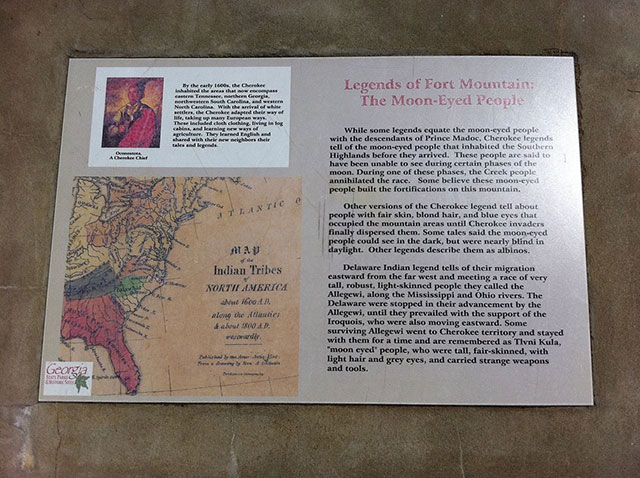 By the early 1600s, the Cherokee
inhabited the areas that now encompass
eastern Tennessee, northern Georgia,
northwestern South Carolina, and western
North Carolina. With the arrival of white
settlers, the Cherokee adapted their way of
life, taking up many European ways.
These included cloth clothing, living in log
cabins, and learning new ways of
agriculture. They learned English and
shared with their new neighbors their
tales and legends.
Oconostota,
A Cherokee Chief
ATLANTIC
MAP
of the
Indian Tribes
of
NORTH AMERICA
about 1600 A.D.
along the Atlantic;
& about 1800 A.D.
westwardly.
Published by the Amer.
From a drawing by
Georgia
STATE PARKS
& HISTORIC SITES
Legends of Fort Mountain:
The Moon-Eyed People
While some legends equate the moon-eyed people
with the descendants of Prince Madoc, Cherokee legends
tell of the moon-eyed people that inhabited the Southern
Highlands before they arrived. These people are said to
have been unable to see during certain phases of the
moon. During one of these phases, the Creek people
annihilated the race. Some believe these moon-eyed
people built the fortifications on this mountain.
Other versions of the Cherokee legend tell about
people with fair skin, blond hair, and blue eyes that
occupied the mountain areas until Cherokee invaders
finally dispersed them. Some tales said the moon-eyed
people could see in the dark, but were nearly blind in
daylight. Other legends describe them as albinos.
Delaware Indian legend tells of their migration
eastward from the far west and meeting a race of very
tall, robust, light-skinned people they called the
Allegewi, along the Mississippi and Ohio rivers. The
Delaware were stopped in their advancement by the
Allegewi, until they prevailed with the support of the
Iroquois, who were also moving eastward. Some
surviving Allegewi went to Cherokee territory and stayed
with them for a time and are remembered as Tlvni Kula,
"moon eyed" people, who were tall, fair-skinned, with
light hair and grey eyes, and carried strange weapons
and tools.